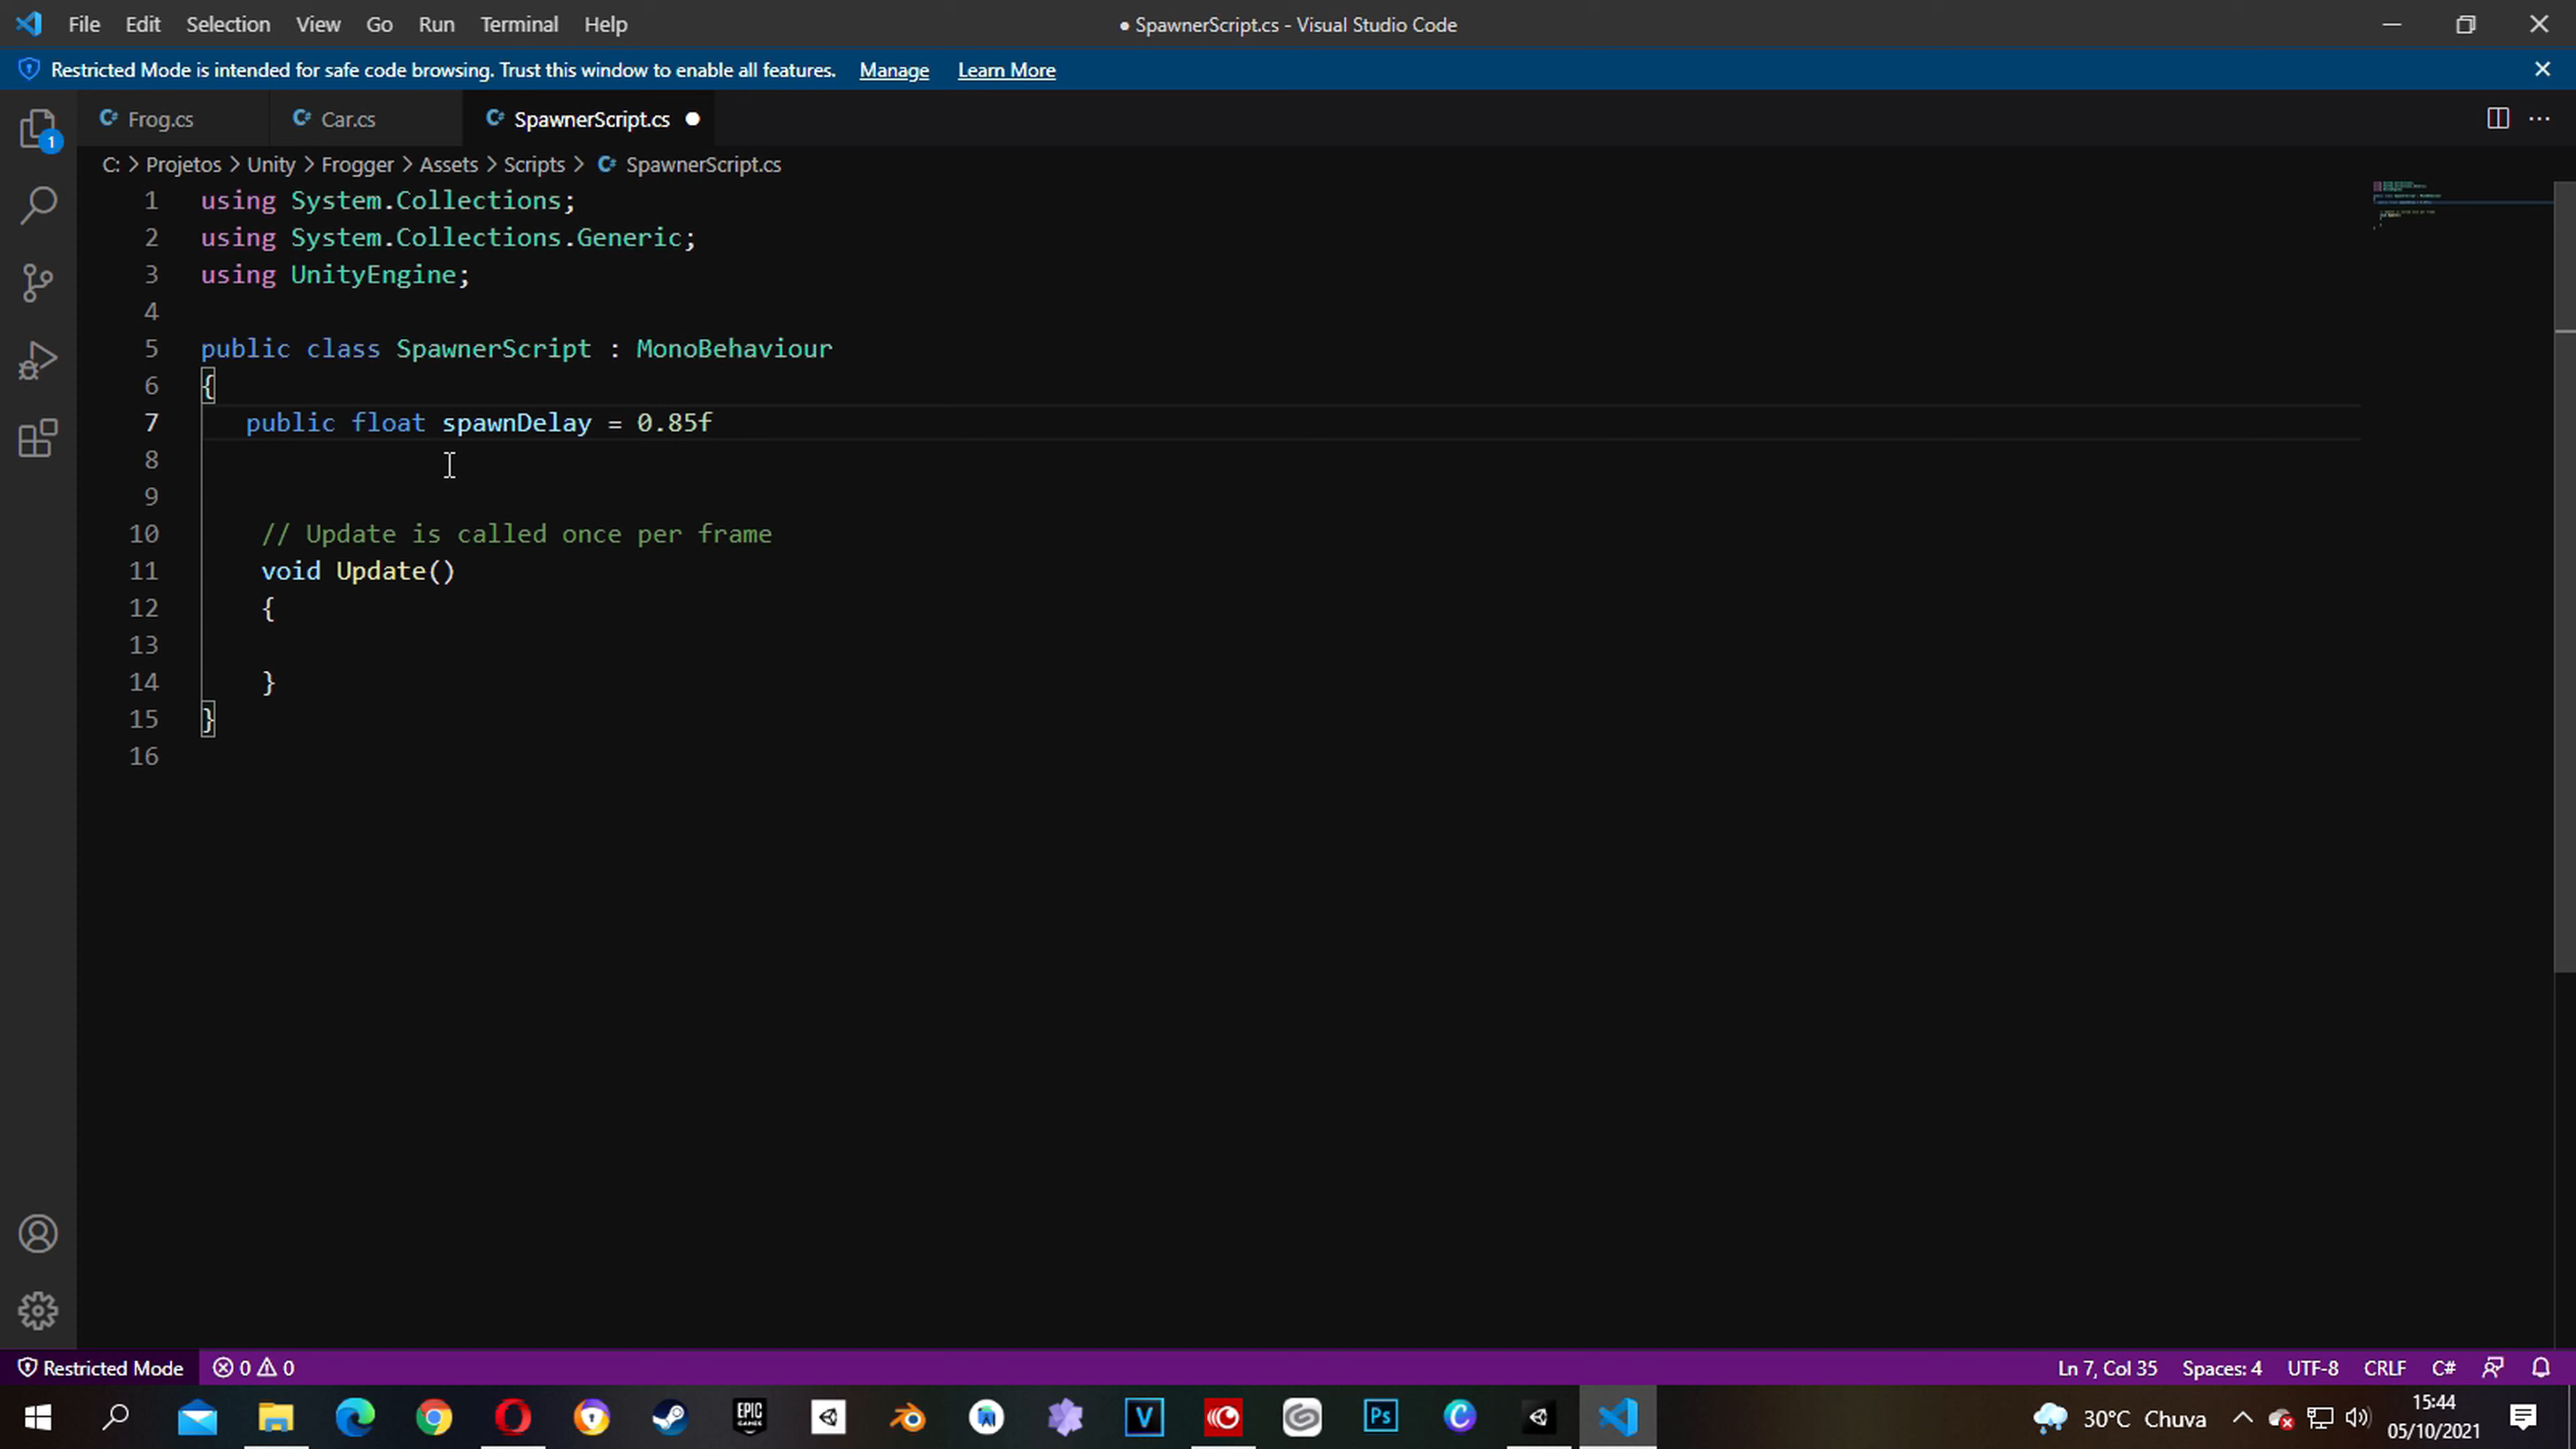 File Edit Selection View Go Run Terminal Help ● SpawnerScript.cs - Visual Studio Code
Restricted Mode is intended for safe code browsing. Trust this window to enable all features. Manage Learn More
Frog.cs Car.cs SpawnerScript.cs
1
C: > Projetos > Unity > Frogger > Assets > Scripts > SpawnerScript.cs
1 using System.Collections;
2 using System.Collections.Generic;
3 using UnityEngine;
4
5 public class SpawnerScript : MonoBehaviour
6 {
7 public float spawnDelay = 0.85f
8
9
10 // Update is called once per frame
11 void Update()
12 {
13
14 }
15 }
16
Restricted Mode 0 0 Ln 7, Col 35 Spaces: 4 UTF-8 CRLF C#
EPIC GAMES V Ps C 30°C Chuva 15:44
05/10/2021